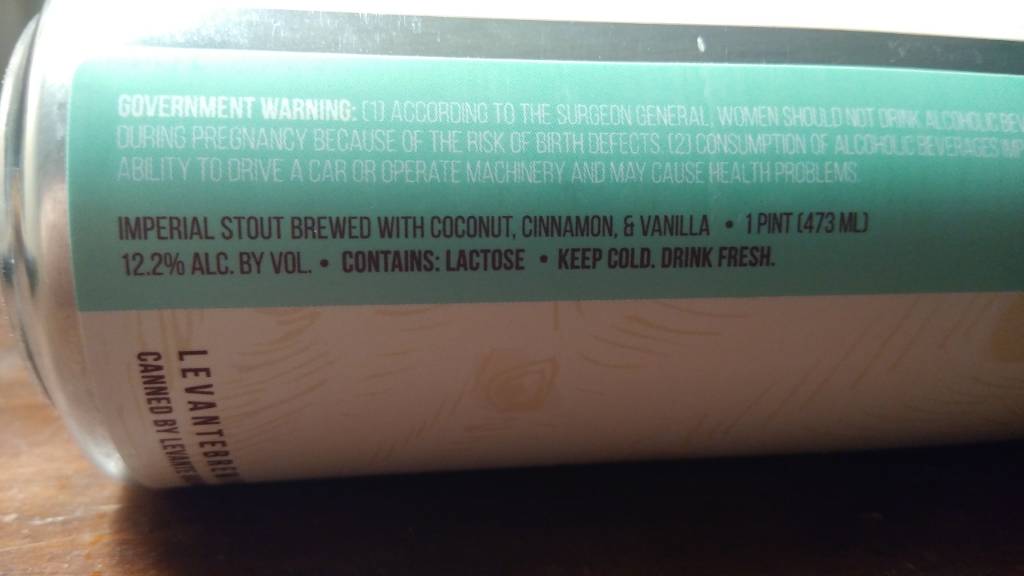 GOVERNMENT WARNING: (1) ACCORDING TO THE SURGEON GENERAL, WOMEN SHOULD NOT DRINK ALCOHOLIC BEV
DURING PREGNANCY BECAUSE OF THE RISK OF BIRTH DEFECTS. (2) CONSUMPTION OF ALCOHOLIC BEVERAGES IMP
ABILITY TO DRIVE A CAR OR OPERATE MACHINERY AND MAY CAUSE HEALTH PROBLEMS.
IMPERIAL STOUT BREWED WITH COCONUT, CINNAMON, & VANILLA • 1 PINT (473 ML)
12.2% ALC. BY VOL. • CONTAINS: LACTOSE • KEEP COLD. DRINK FRESH.
LEVANTEBREW
CANNED BY LEVANTE